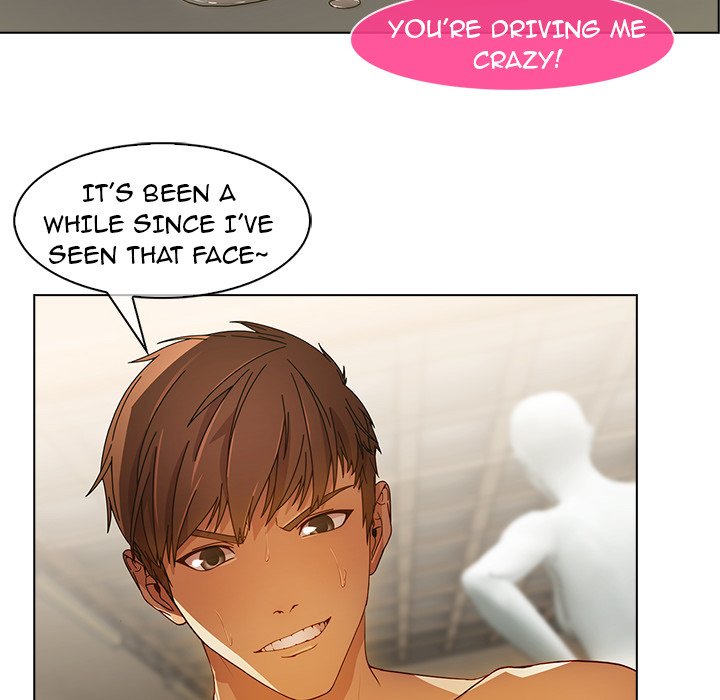 YOU'RE DRIVING ME
CRAZY!
IT'S BEEN A
WHILE SINCE I'VE
SEEN THAT FACE~